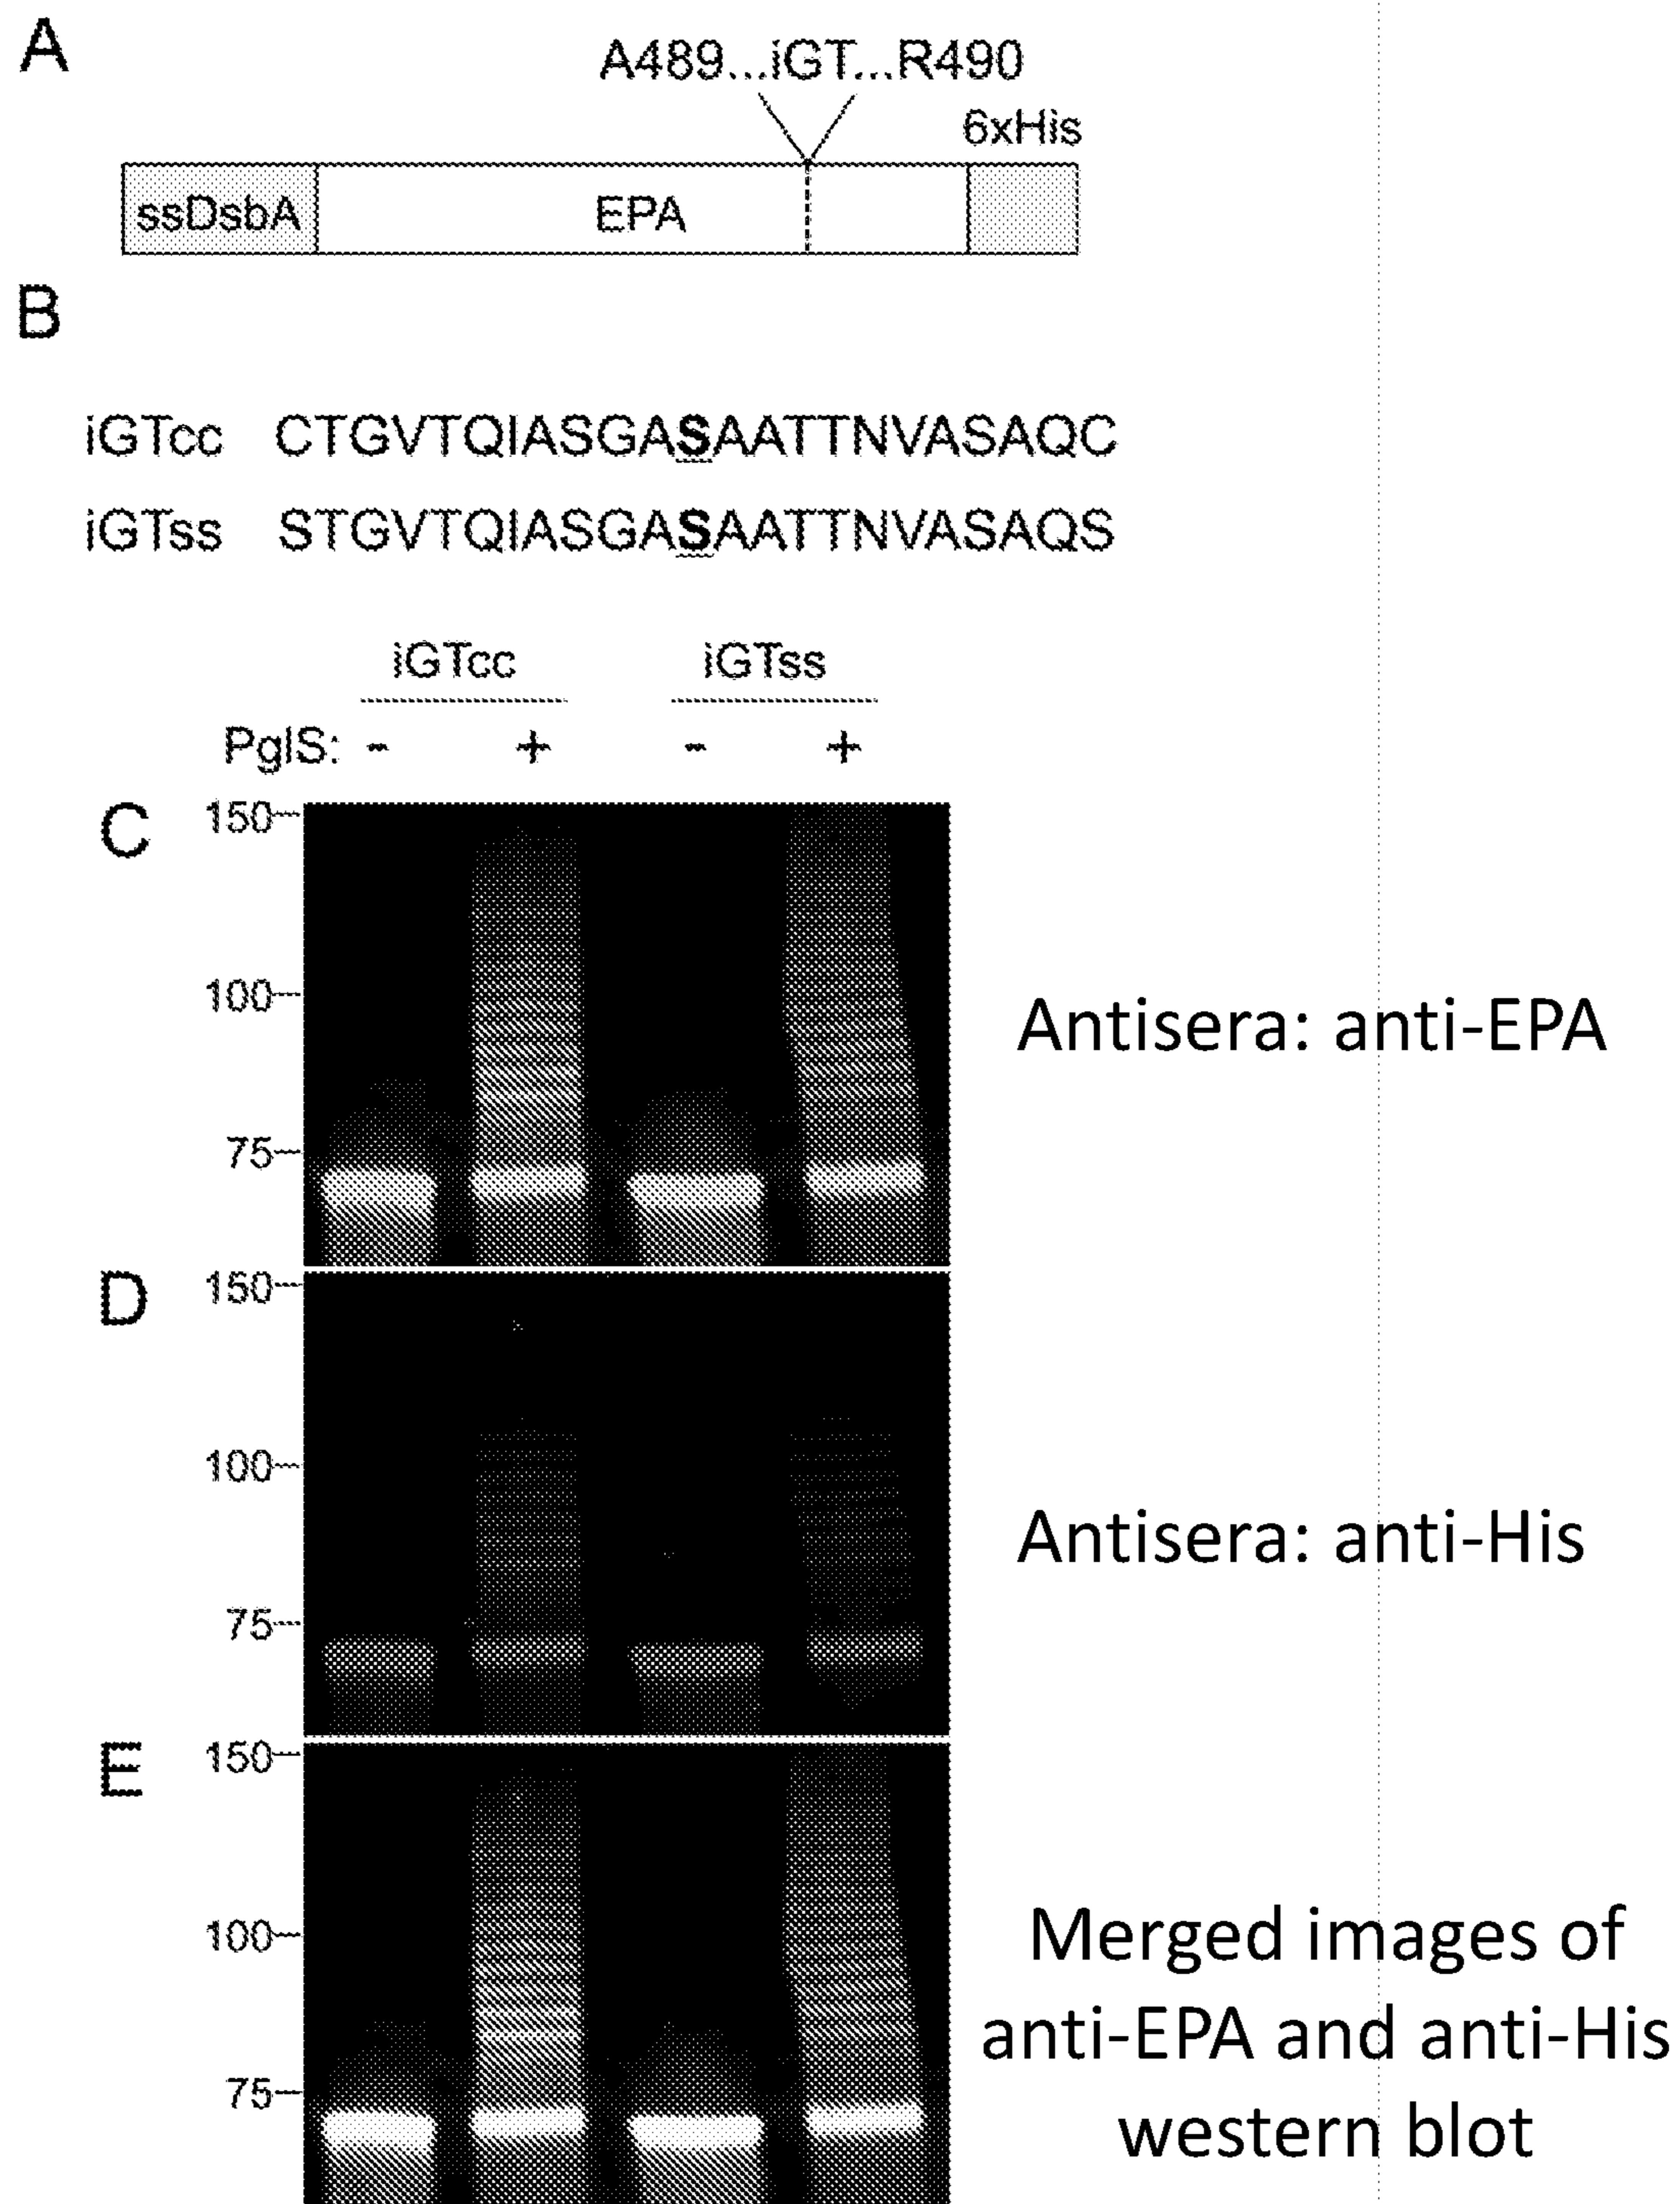 A
A489...iGT...R490
6xHis
ssDsbA
EPA
B
iGTcc CTGVTQIASGASAATTNVASAQC
iGTss STGVTQIASGASAATTNVASAQS
iGTcc iGTss
PglS: - + - +
C
150
100
75
Antisera: anti-EPA
D
150
100
75
Antisera: anti-His
E
150
100
75
Merged images of
anti-EPA and anti-His
western blot